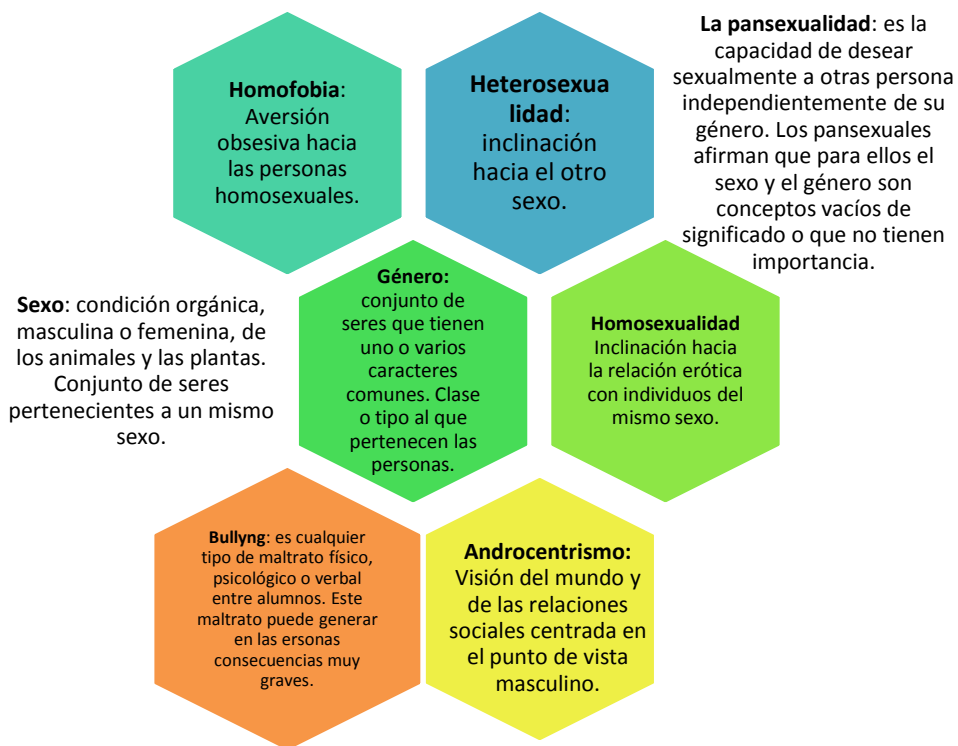 Homofobia:
Aversión
obsesiva hacia
las personas
homosexuales.
Heterosexua
lidad:
inclinación
hacia el otro
sexo.
La pansexualidad: es la
capacidad de desear
sexualmente a otras persona
independientemente de su
género. Los pansexuales
afirman que para ellos el
sexo y el género son
conceptos vacíos de
significado o que no tienen
importancia.
Sexo: condición orgánica,
masculina o femenina, de
los animales y las plantas.
Conjunto de seres
pertenecientes a un mismo
sexo.
Género:
conjunto de
seres que tienen
uno o varios
caracteres
comunes. Clase
o tipo al que
pertenecen las
personas.
Homosexualidad
Inclinación hacia
la relación erótica
con individuos del
mismo sexo.
Bullyng: es cualquier
tipo de maltrato físico,
psicológico o verbal
entre alumnos. Este
maltrato puede generar
en las ersonas
consecuencias muy
graves.
Androcentrismo:
Visión del mundo y
de las relaciones
sociales centrada en
el punto de vista
masculino.